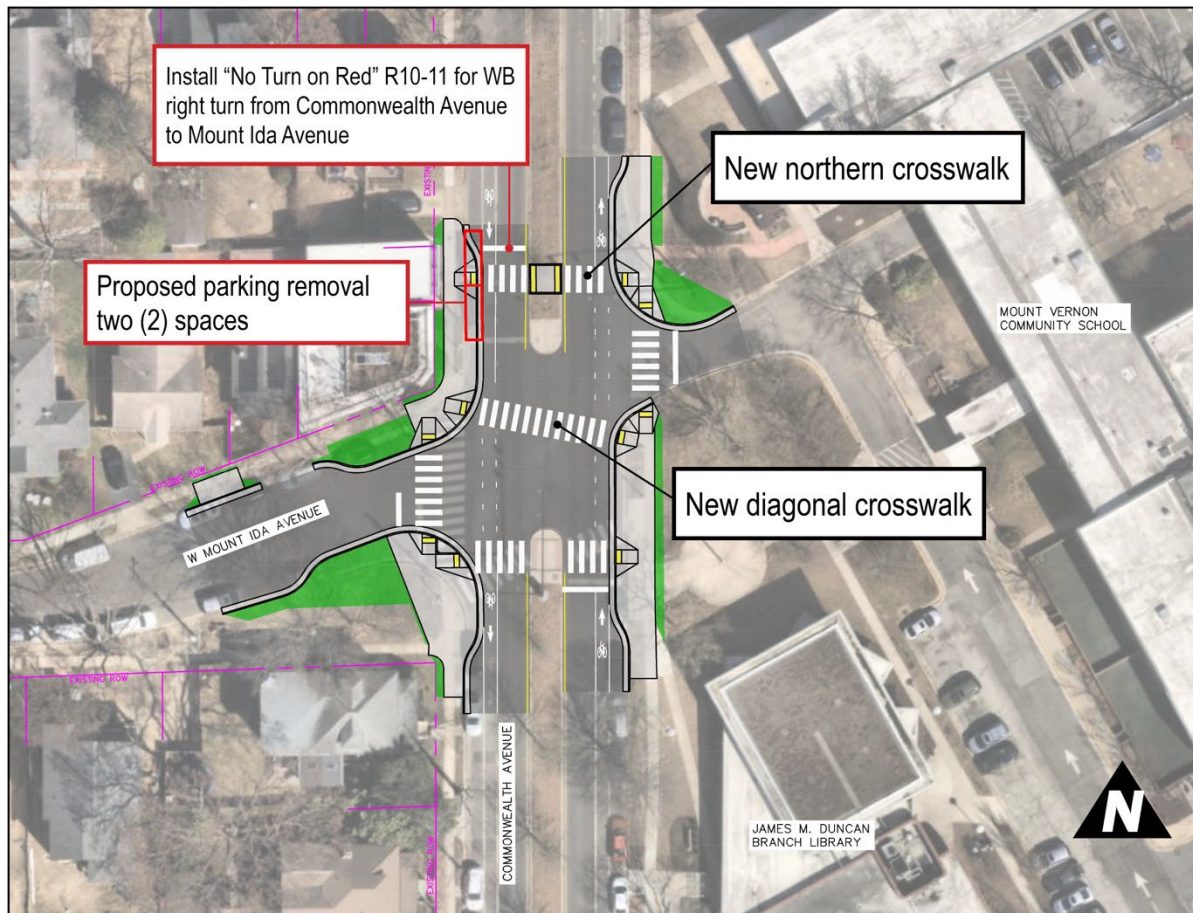 Install “No Turn on Red” R10-11 for WB
right turn from Commonwealth Avenue
to Mount Ida Avenue
New northern crosswalk
Proposed parking removal
two (2) spaces
MOUNT VERNON
COMMUNITY SCHOOL
EXISTING ROW
W MOUNT IDA AVENUE
New diagonal crosswalk
EXISTING ROW
COMMONWEALTH AVENUE
JAMES M. DUNCAN
BRANCH LIBRARY
N